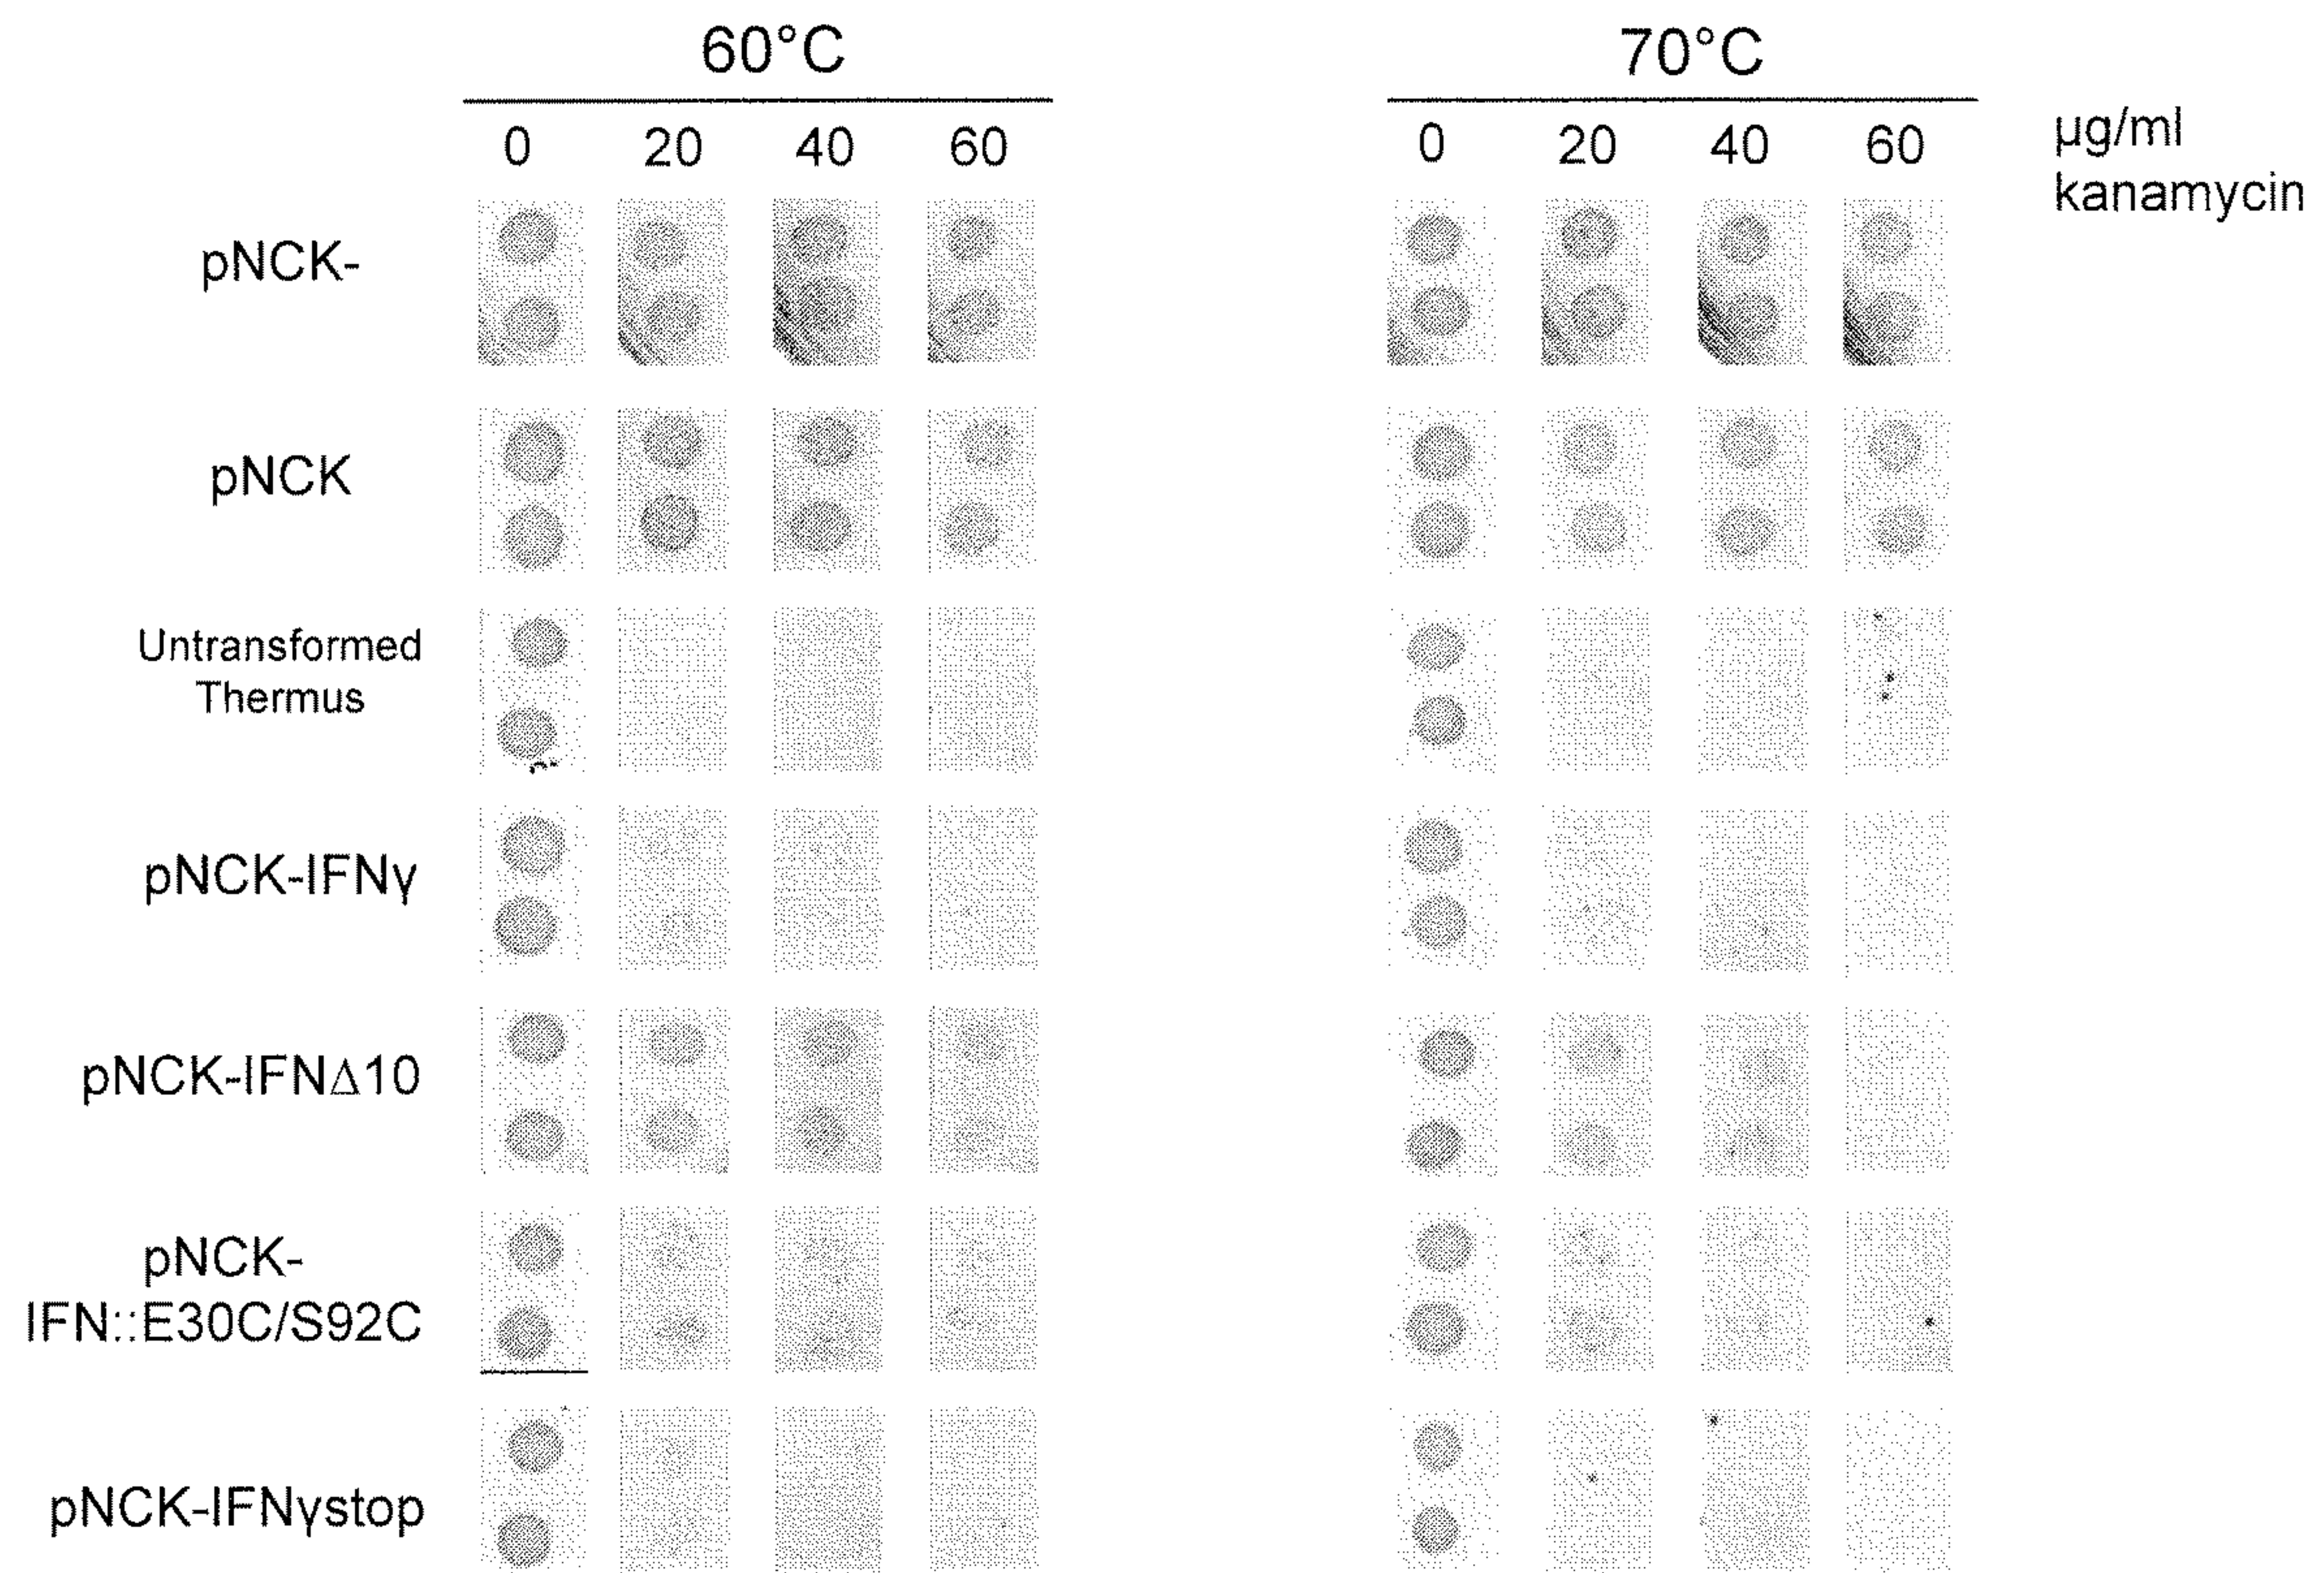 60°C 70°C
0 20 40 60 0 20 40 60 µg/ml
kanamycin
pNCK-
pNCK
Untransformed
Thermus
pNCK-IFNγ
pNCK-IFNΔ10
pNCK-
IFN::E30C/S92C
pNCK-IFNγstop